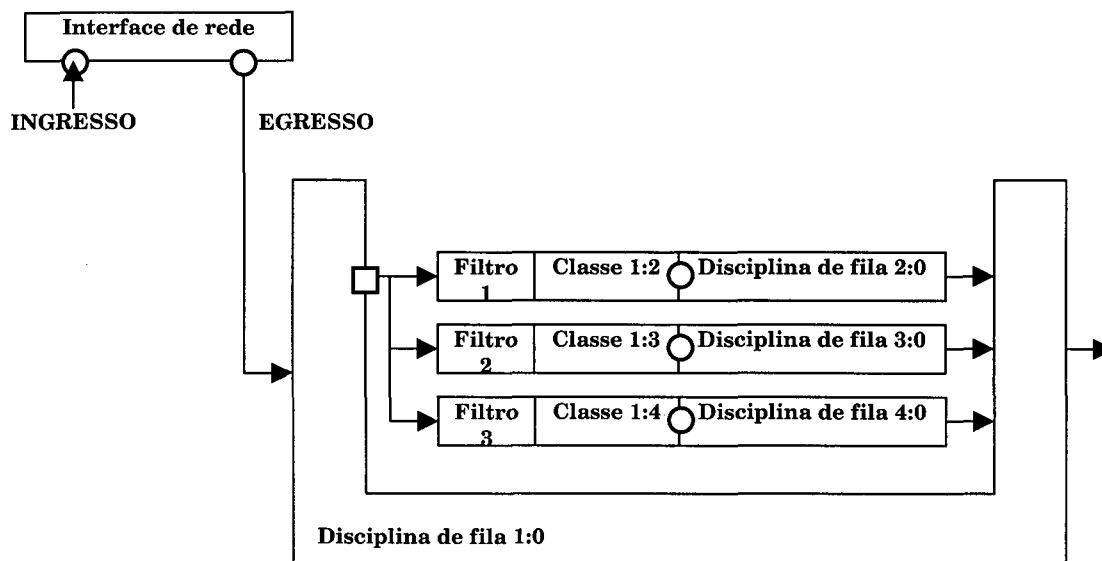 Interface de rede
INGRESSO
EGRESSO
Filtro
1
Classe 1:2
Disciplina de fila 2:0
Filtro
2
Classe 1:3
Disciplina de fila 3:0
Filtro
3
Classe 1:4
Disciplina de fila 4:0
Disciplina de fila 1:0